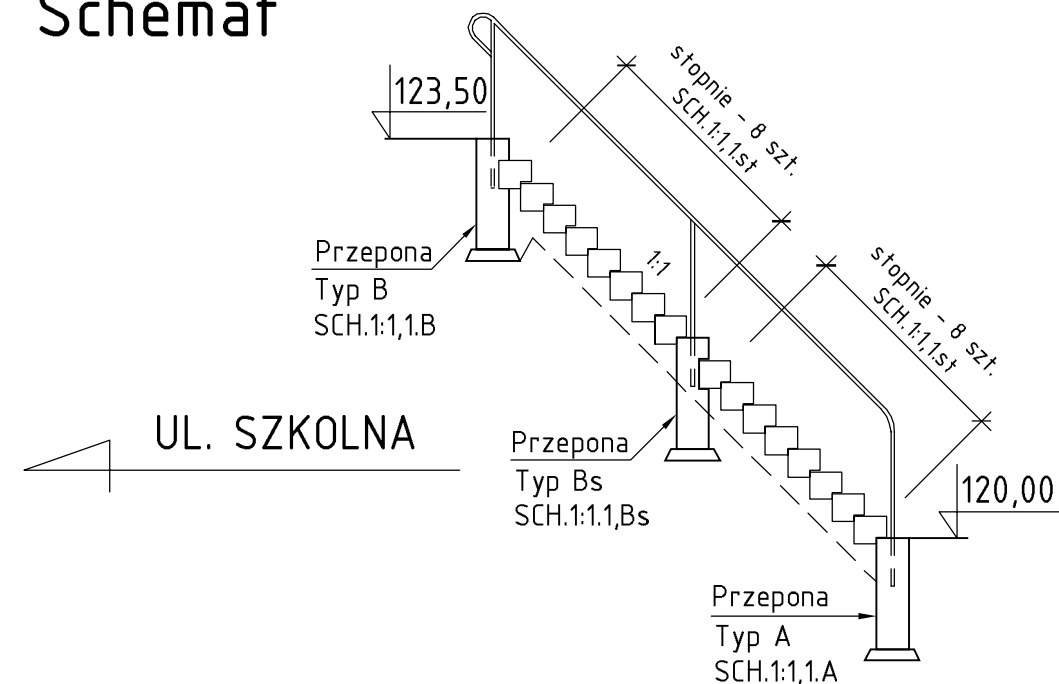 Schemat
123,50
stopnie - 8 szt.
SCH.1:1,1.st
Przepona
Typ B
SCH.1:1,1.B
1:1
stopnie - 8 szt.
SCH.1:1,1.st
UL. SZKOLNA
Przepona
Typ Bs
SCH.1:1.1,Bs
120,00
Przepona
Typ A
SCH.1:1,1.A